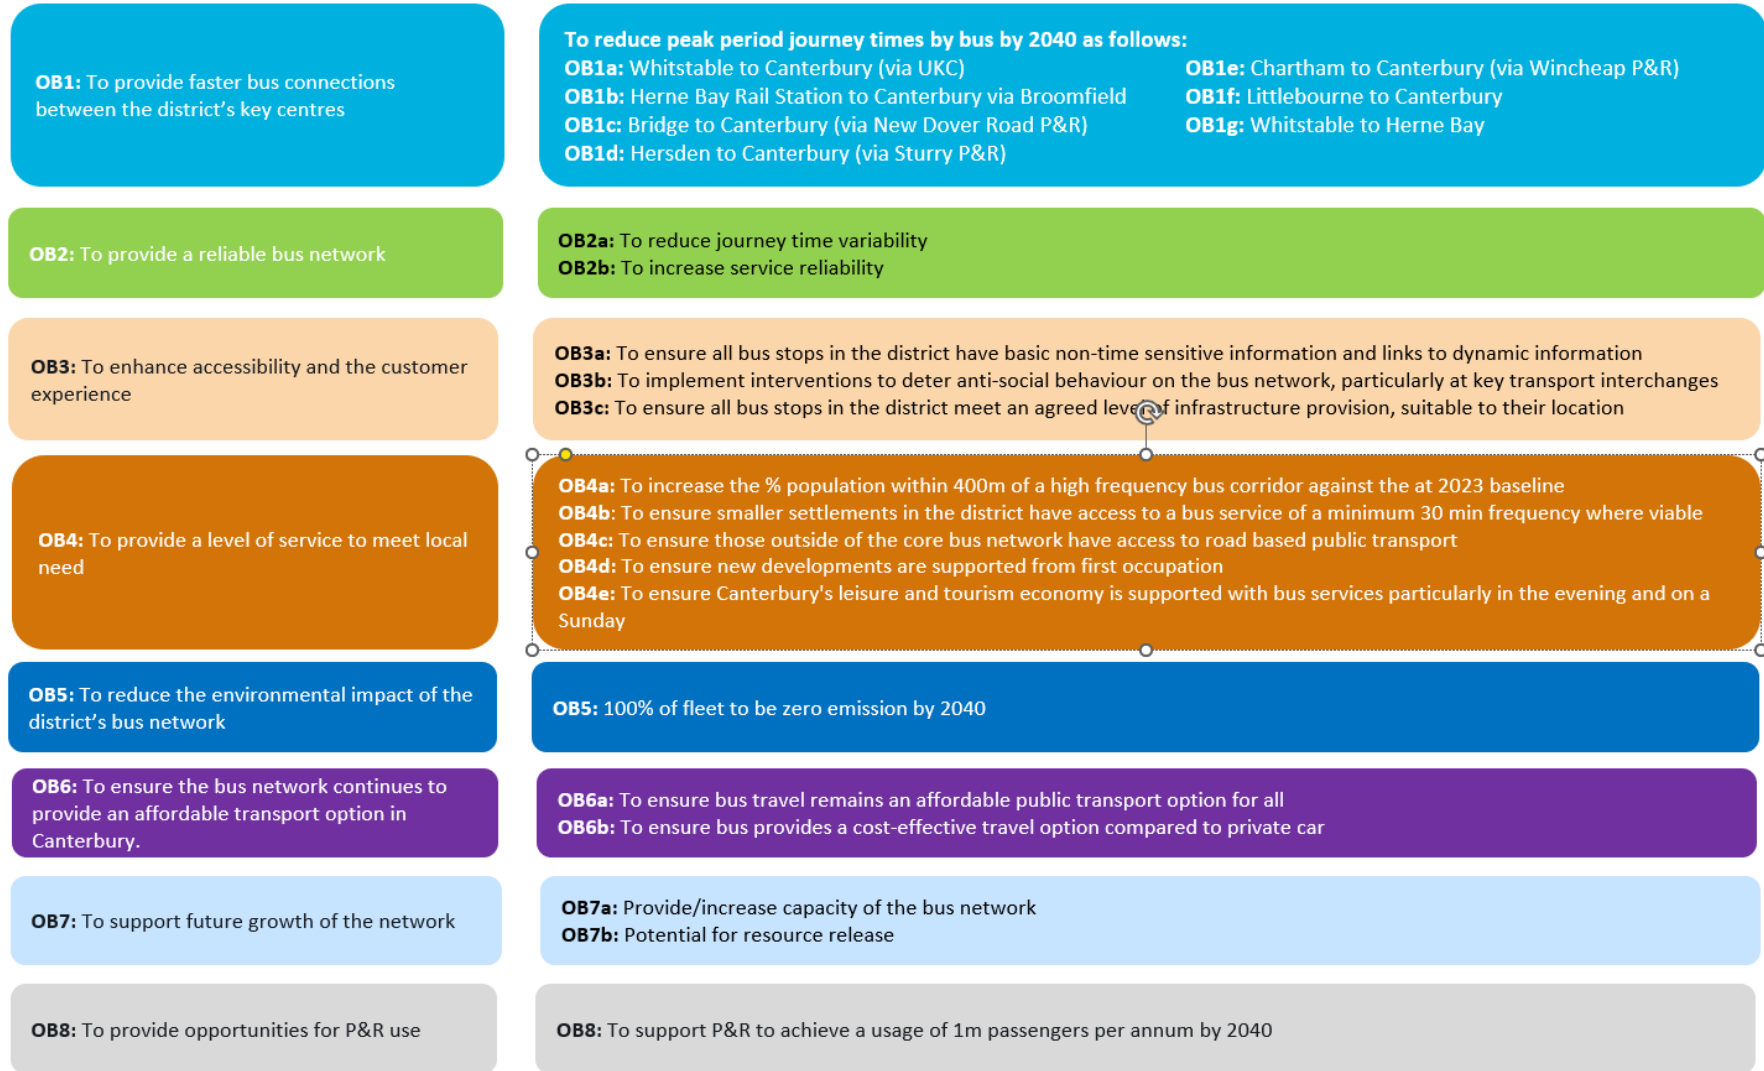 OB1: To provide faster bus connections
between the district's key centres
To reduce peak period journey times by bus by 2040 as follows:
OB1a: Whitstable to Canterbury (via UKC)
OB1b: Herne Bay Rail Station to Canterbury via Broomfield
OB1c: Bridge to Canterbury (via New Dover Road P&R)
OB1d: Hersden to Canterbury (via Sturry P&R)
OB1e: Chartham to Canterbury (via Wincheap P&R)
OB1f: Littlebourne to Canterbury
OB1g: Whitstable to Herne Bay
OB2: To provide a reliable bus network
OB2a: To reduce journey time variability
OB2b: To increase service reliability
OB3: To enhance accessibility and the customer
experience
OB3a: To ensure all bus stops in the district have basic non-time sensitive information and links to dynamic information
OB3b: To implement interventions to deter anti-social behaviour on the bus network, particularly at key transport interchanges
OB3c: To ensure all bus stops in the district meet an agreed level of infrastructure provision, suitable to their location
OB4: To provide a level of service to meet local
need
OB4a: To increase the % population within 400m of a high frequency bus corridor against the at 2023 baseline
OB4b: To ensure smaller settlements in the district have access to a bus service of a minimum 30 min frequency where viable
OB4c: To ensure those outside of the core bus network have access to road based public transport
OB4d: To ensure new developments are supported from first occupation
OB4e: To ensure Canterbury's leisure and tourism economy is supported with bus services particularly in the evening and on a
Sunday
OB5: To reduce the environmental impact of the
district's bus network
OB5: 100% of fleet to be zero emission by 2040
OB6: To ensure the bus network continues to
provide an affordable transport option in
Canterbury.
OB6a: To ensure bus travel remains an affordable public transport option for all
OB6b: To ensure bus provides a cost-effective travel option compared to private car
OB7: To support future growth of the network
OB7a: Provide/increase capacity of the bus network
OB7b: Potential for resource release
OB8: To provide opportunities for P&R use
OB8: To support P&R to achieve a usage of 1m passengers per annum by 2040